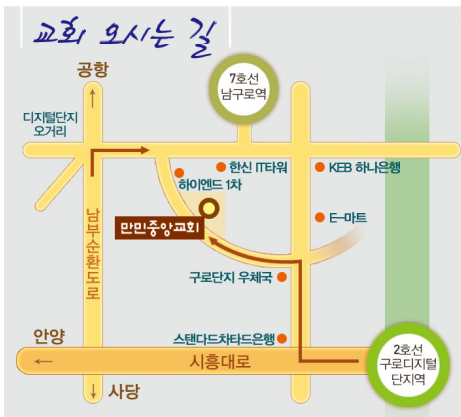 교회 오시는 길
공항
7호선
남구로역
디지털단지
오거리
한신 IT타워
KEB 하나은행
하이엔드 1차
만민중앙교회
E-마트
남부순환도로
구로단지 우체국
안양
스탠다드차타드은행
시흥대로
2호선
구로디지털
단지역
사당